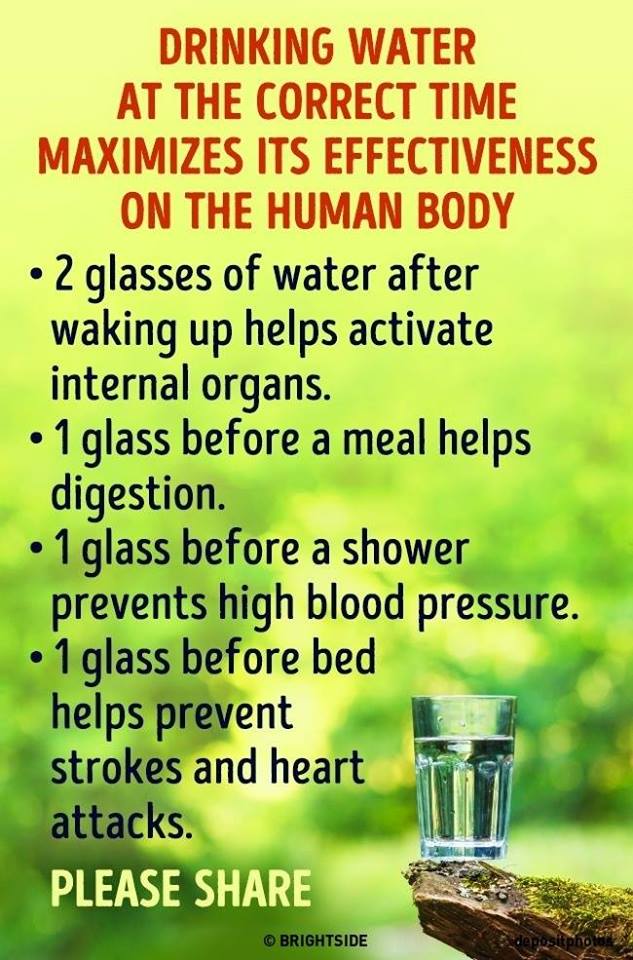 DRINKING WATER
AT THE CORRECT TIME
MAXIMIZES ITS EFFECTIVENESS
ON THE HUMAN BODY
• 2 glasses of water after
waking up helps activate
internal organs.
• 1 glass before a meal helps
digestion.
• 1 glass before a shower
prevents high blood pressure.
• 1 glass before bed
helps prevent
strokes and heart
attacks.
PLEASE SHARE
© BRIGHTSIDE
depositphotos